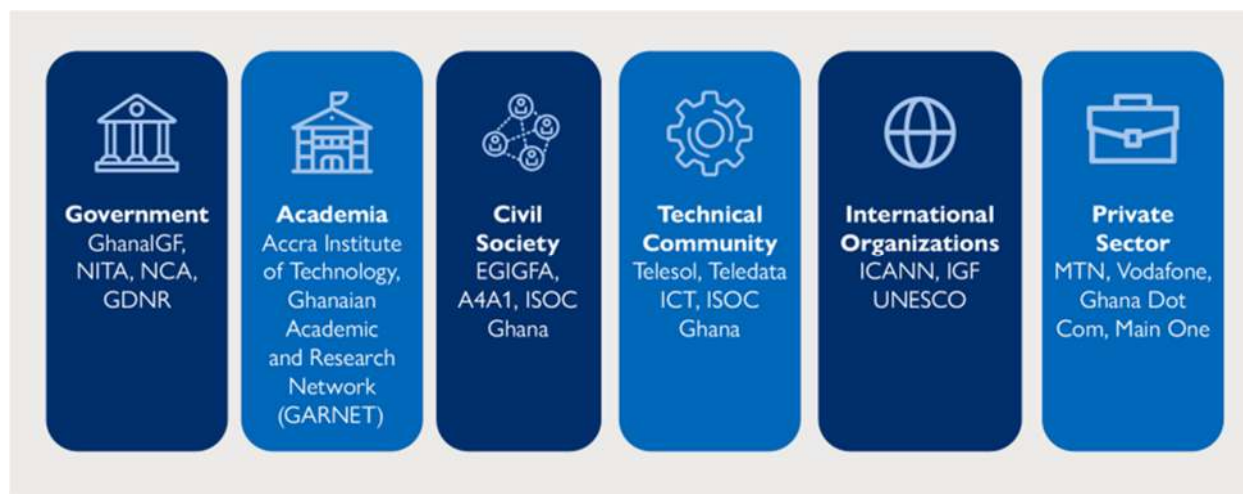 Government
GhanaIGF,
NITA, NCA,
GDNR
Academia
Accra Institute
of Technology,
Ghanaian
Academic
and Research
Network
(GARNET)
Civil
Society
EGIGFA,
A4A1, ISOC
Ghana
Technical
Community
Telesol, Teledata
ICT, ISOC
Ghana
International
Organizations
ICANN, IGF
UNESCO
Private
Sector
MTN, Vodafone,
Ghana Dot
Com, Main One